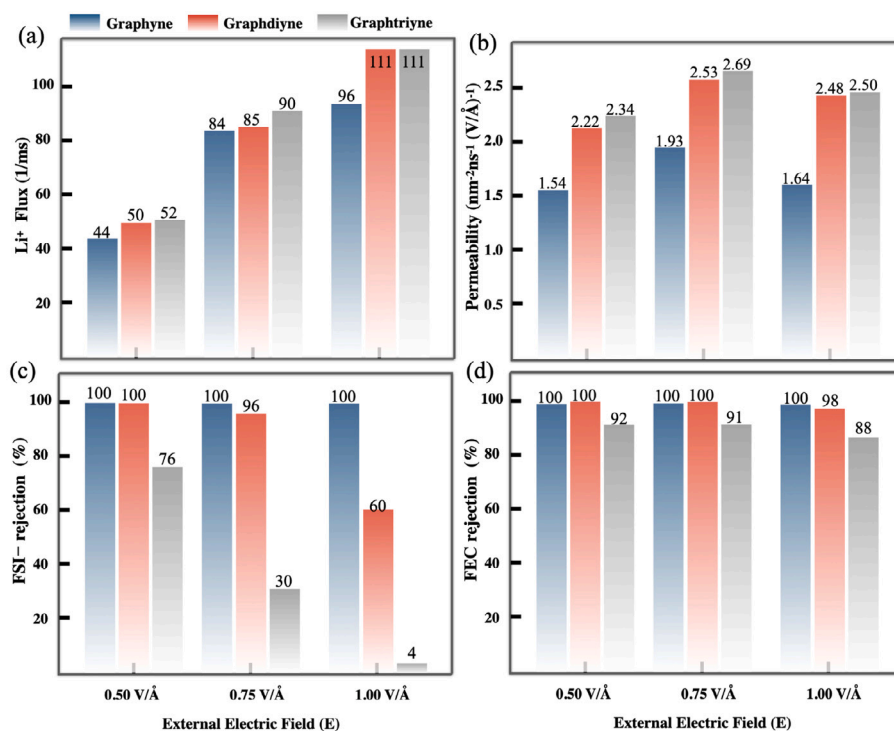 Graphyne Graphdiyne Graphtriyne
(a)
Li⁺ Flux (1/ms)
100
80
60
40
20
44 50 52
84 85 90
96 111 111
(b)
Permeability (nm⁻²ns⁻¹ (V/Å)⁻¹
2.5
2.0
1.5
1.0
0.5
1.54 2.22 2.34
1.93 2.53 2.69
1.64 2.48 2.50
(c)
FSI− rejection (%)
100
80
60
40
20
100 100 76
100 96 30
100 60 4
0.50 V/Å 0.75 V/Å 1.00 V/Å
External Electric Field (E)
(d)
FEC rejection (%)
100
80
60
40
20
100 100 92
100 100 91
100 98 88
0.50 V/Å 0.75 V/Å 1.00 V/Å
External Electric Field (E)